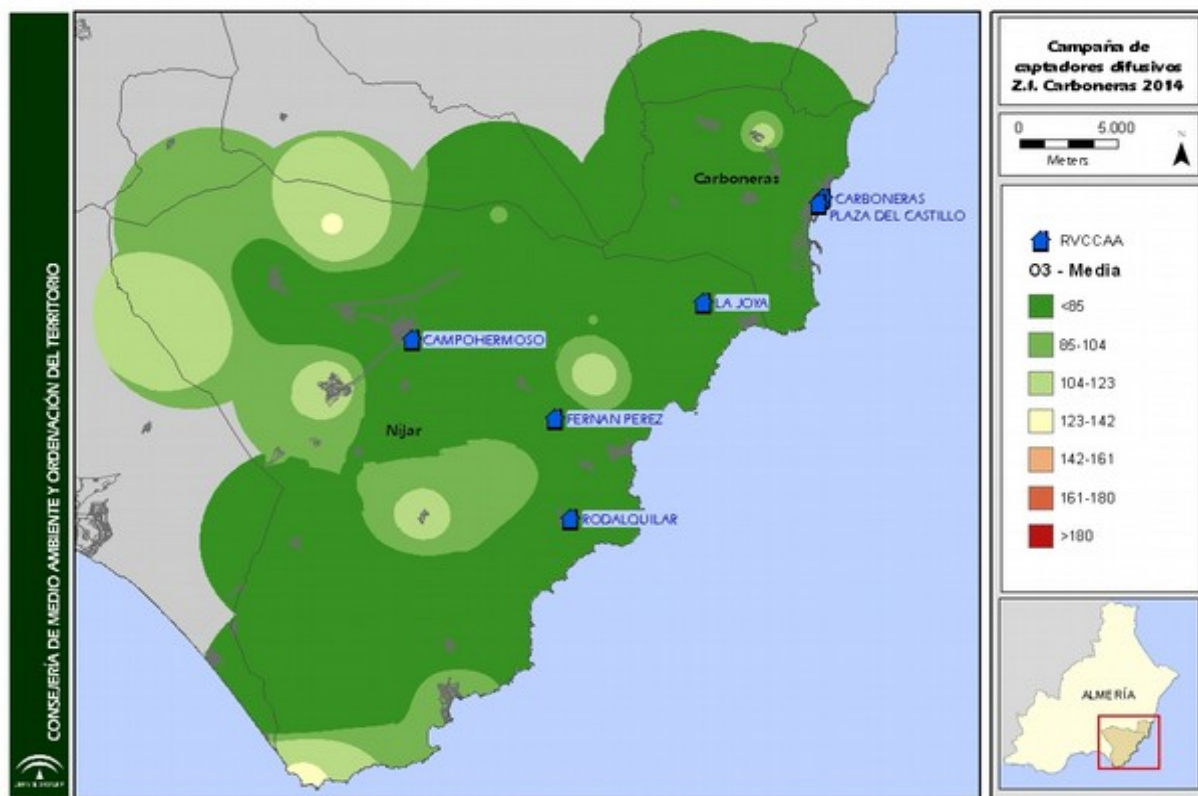 CONSEJERÍA DE MEDIO AMBIENTE Y ORDENACIÓN DEL TERRITORIO
Carboneras
CARBONERAS
PLAZA DEL CASTILLO
LA JOYA
CAMPOHERMOSO
FERNAN PEREZ
Nijar
RODALQUILAR
Campaña de
captadores difusivos
Z.I. Carboneras 2014
0 5.000
Meters
N
RVCCAA
O3 - Media
<85
85-104
104-123
123-142
142-161
161-180
>180
ALMERÍA